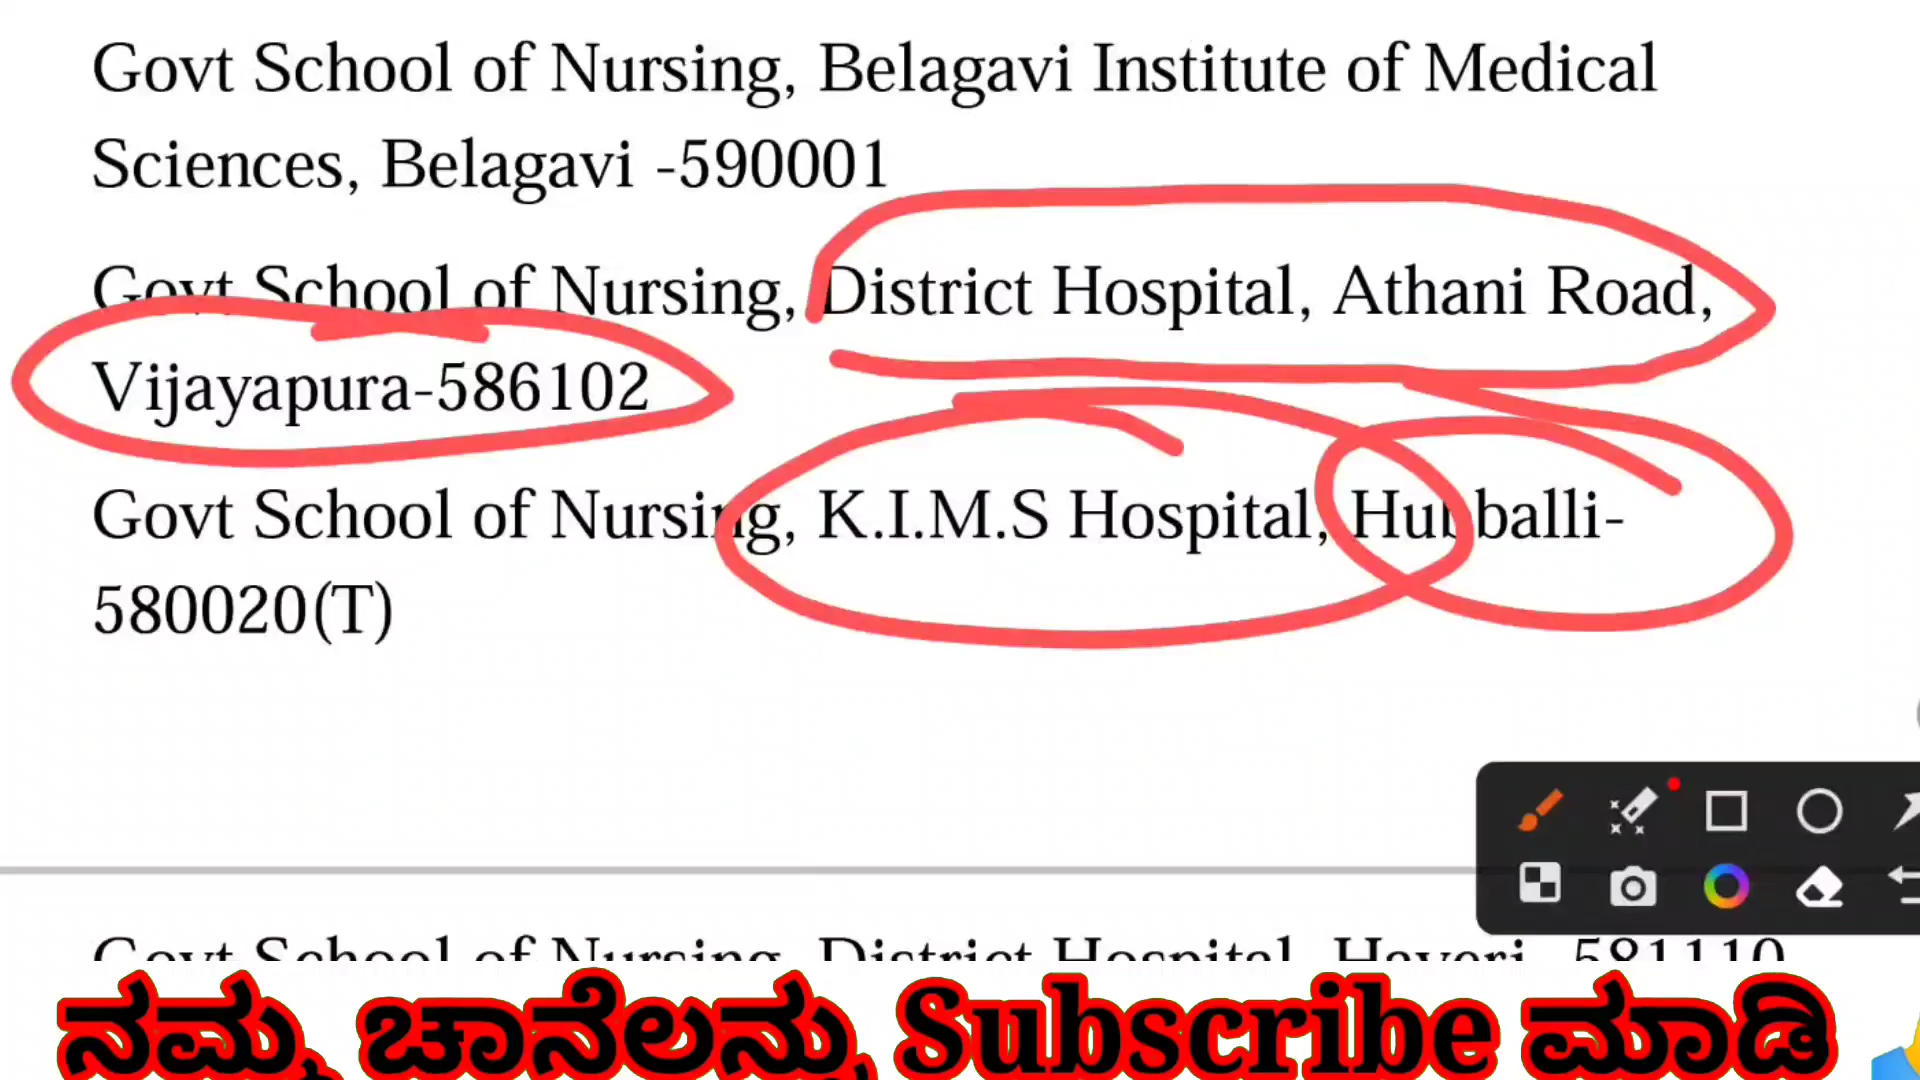 Govt School of Nursing, Belagavi Institute of Medical
Sciences, Belagavi -590001
Govt School of Nursing, District Hospital, Athani Road,
Vijayapura-586102
Govt School of Nursing, K.I.M.S Hospital, Hubballi-
580020(T)
Govt School of Nursing, District Hospital, Haveri -581110
ನಮ್ಮ ಚಾನೆಲನ್ನು Subscribe ಮಾಡಿ